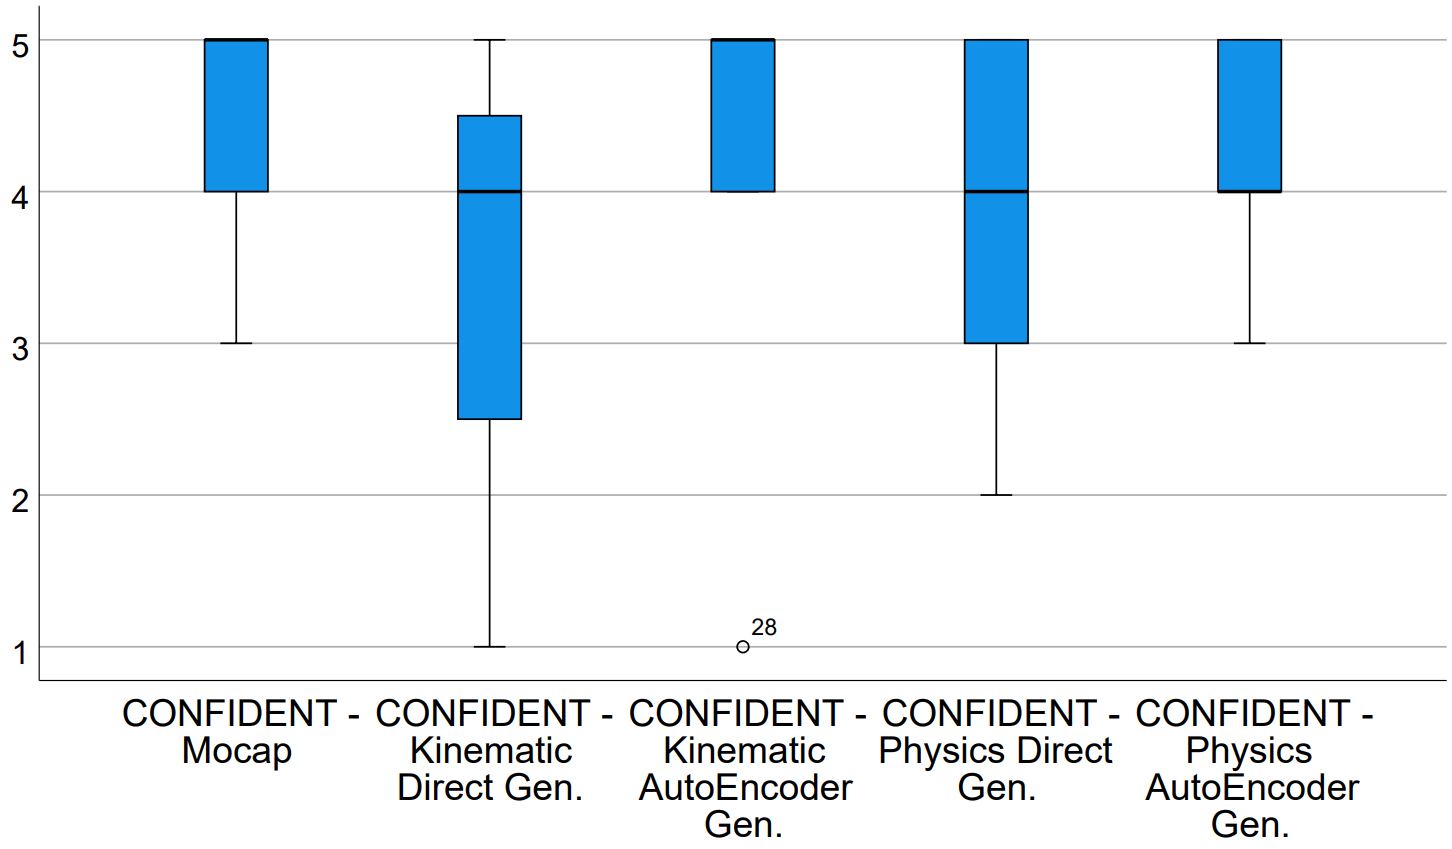 5
4
3
2
1
28
CONFIDENT - Mocap
CONFIDENT - Kinematic Direct Gen.
CONFIDENT - Kinematic AutoEncoder Gen.
CONFIDENT - Physics Direct Gen.
CONFIDENT - Physics AutoEncoder Gen.